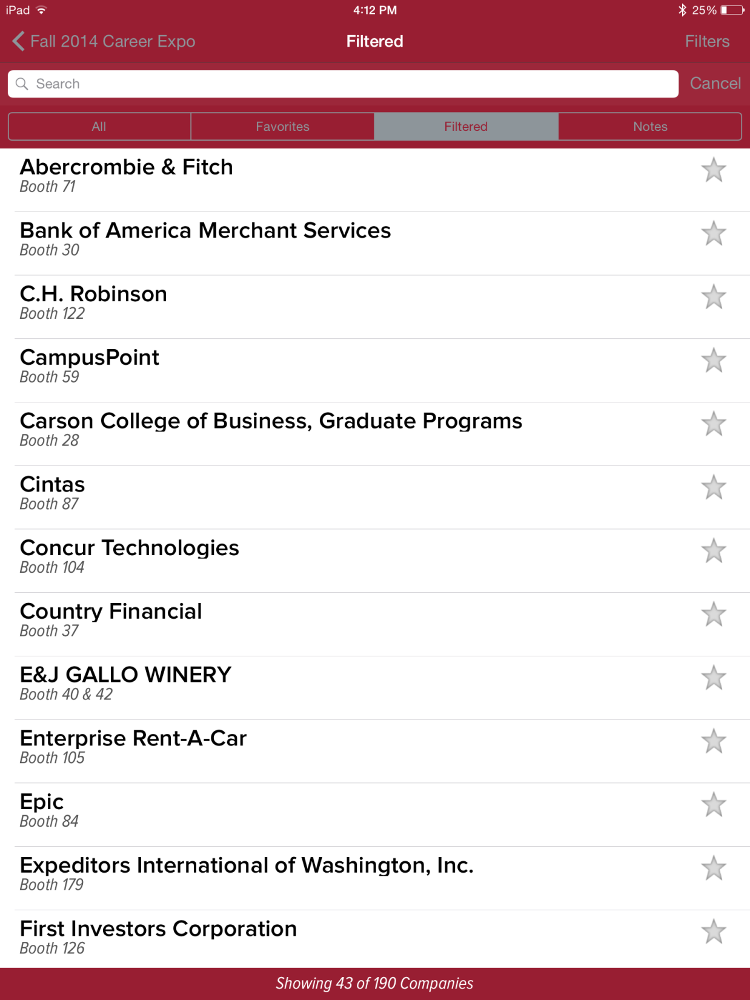 iPad 4:12 PM 25%
Fall 2014 Career Expo Filtered Filters
Search Cancel
All Favorites Filtered Notes
Abercrombie & Fitch
Booth 71
Bank of America Merchant Services
Booth 30
C.H. Robinson
Booth 122
CampusPoint
Booth 59
Carson College of Business, Graduate Programs
Booth 28
Cintas
Booth 87
Concur Technologies
Booth 104
Country Financial
Booth 37
E&J GALLO WINERY
Booth 40 & 42
Enterprise Rent-A-Car
Booth 105
Epic
Booth 84
Expeditors International of Washington, Inc.
Booth 179
First Investors Corporation
Booth 126
Showing 43 of 190 Companies